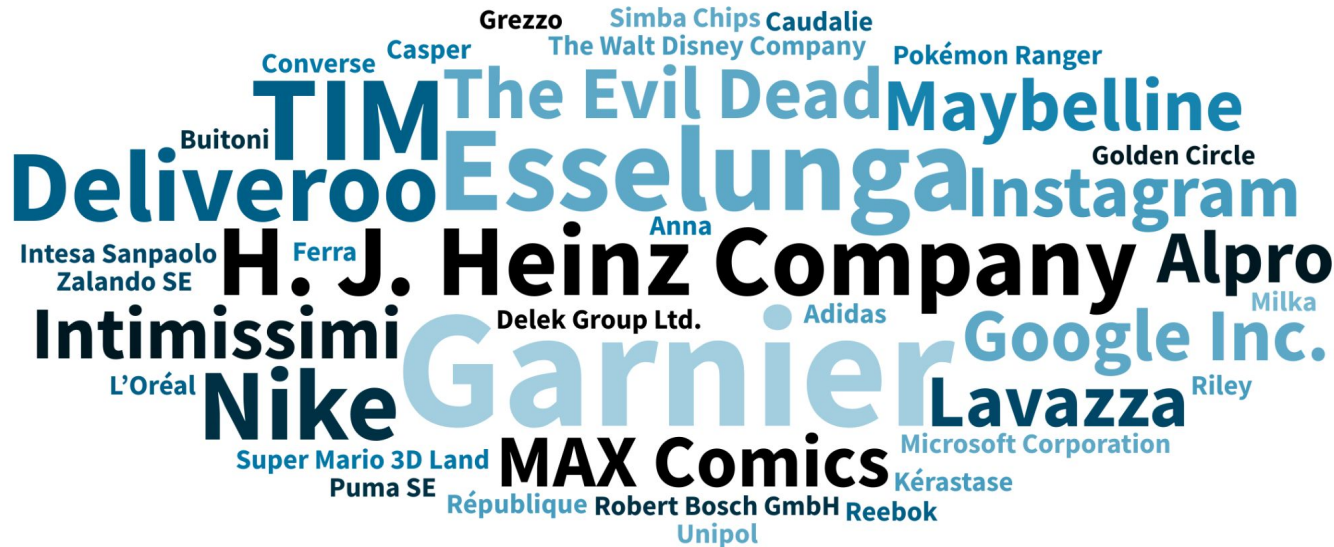 Grezzo
Simba Chips
Caudalie
Casper
The Walt Disney Company
Pokémon Ranger
Converse
TIM
The Evil Dead
Maybelline
Buitoni
Golden Circle
Deliveroo
Esselunga
Instagram
Anna
Intesa Sanpaolo
Ferra
H. J. Heinz Company
Alpro
Zalando SE
Milka
Intimissimi
Delek Group Ltd.
Adidas
Google Inc.
Garnier
L’Oréal
Nike
Lavazza
Riley
Microsoft Corporation
Super Mario 3D Land
MAX Comics
Puma SE
Kérastase
République
Robert Bosch GmbH
Reebok
Unipol